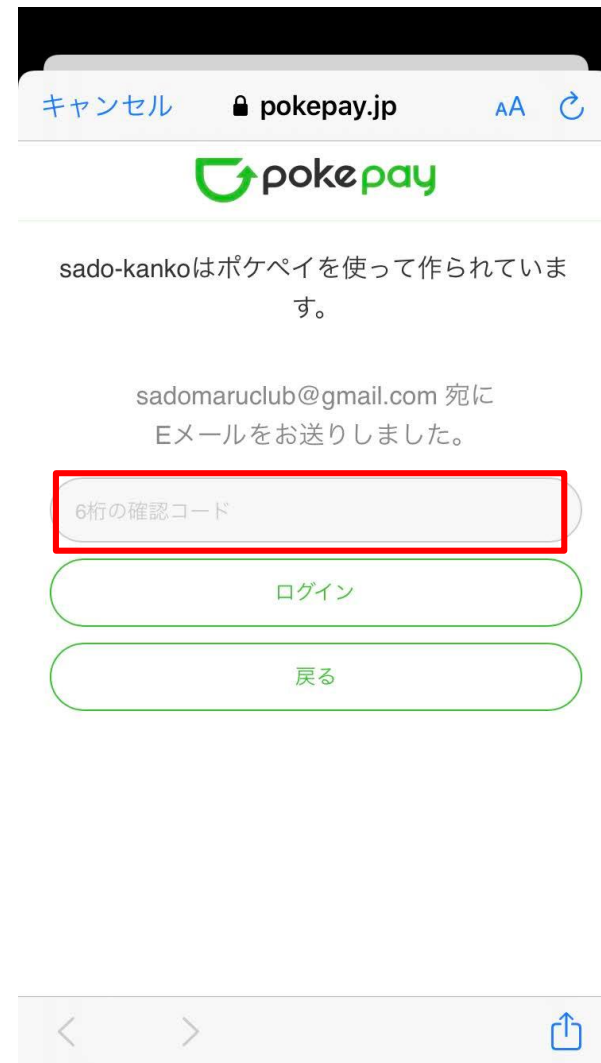 キャンセル pokepay.jp AA
pokepay
sado-kankoはポケペイを使って作られていま
す。
sadomaruclub@gmail.com 宛に
Eメールをお送りしました。
6桁の確認コード
ログイン
戻る